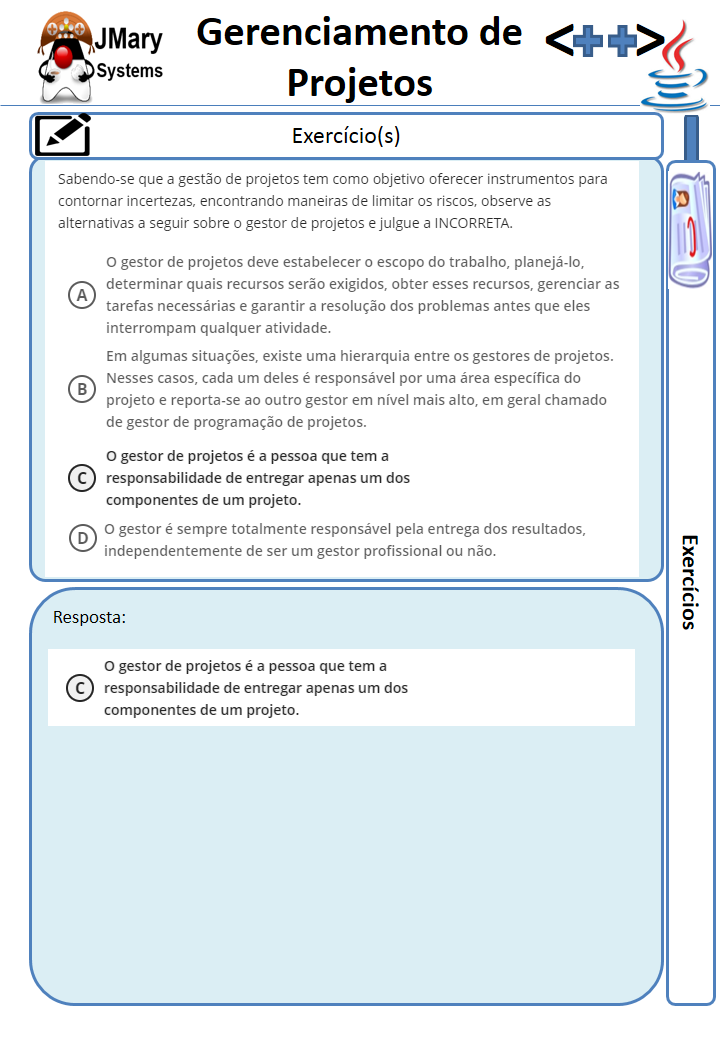 JMary
Systems
Gerenciamento de
Projetos
<++>
Exercício(s)
Sabendo-se que a gestão de projetos tem como objetivo oferecer instrumentos para
contornar incertezas, encontrando maneiras de limitar os riscos, observe as
alternativas a seguir sobre o gestor de projetos e julgue a INCORRETA.
A
O gestor de projetos deve estabelecer o escopo do trabalho, planejá-lo,
determinar quais recursos serão exigidos, obter esses recursos, gerenciar as
tarefas necessárias e garantir a resolução dos problemas antes que eles
interrompam qualquer atividade.
B
Em algumas situações, existe uma hierarquia entre os gestores de projetos.
Nesses casos, cada um deles é responsável por uma área específica do
projeto e reporta-se ao outro gestor em nível mais alto, em geral chamado
de gestor de programação de projetos.
C
O gestor de projetos é a pessoa que tem a
responsabilidade de entregar apenas um dos
componentes de um projeto.
D
O gestor é sempre totalmente responsável pela entrega dos resultados,
independentemente de ser um gestor profissional ou não.
Exercícios
Resposta:
C
O gestor de projetos é a pessoa que tem a
responsabilidade de entregar apenas um dos
componentes de um projeto.